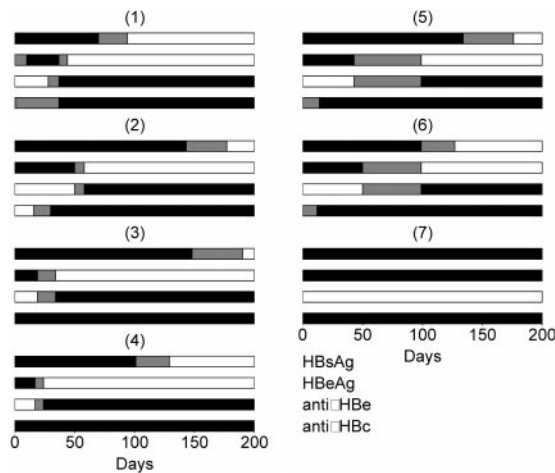 (1)
(2)
(3)
(4)
0 50 100 150 200
Days
(5)
(6)
(7)
0 50 100 150 200
Days
HBsAg
HBeAg
anti□HBe
anti□HBc